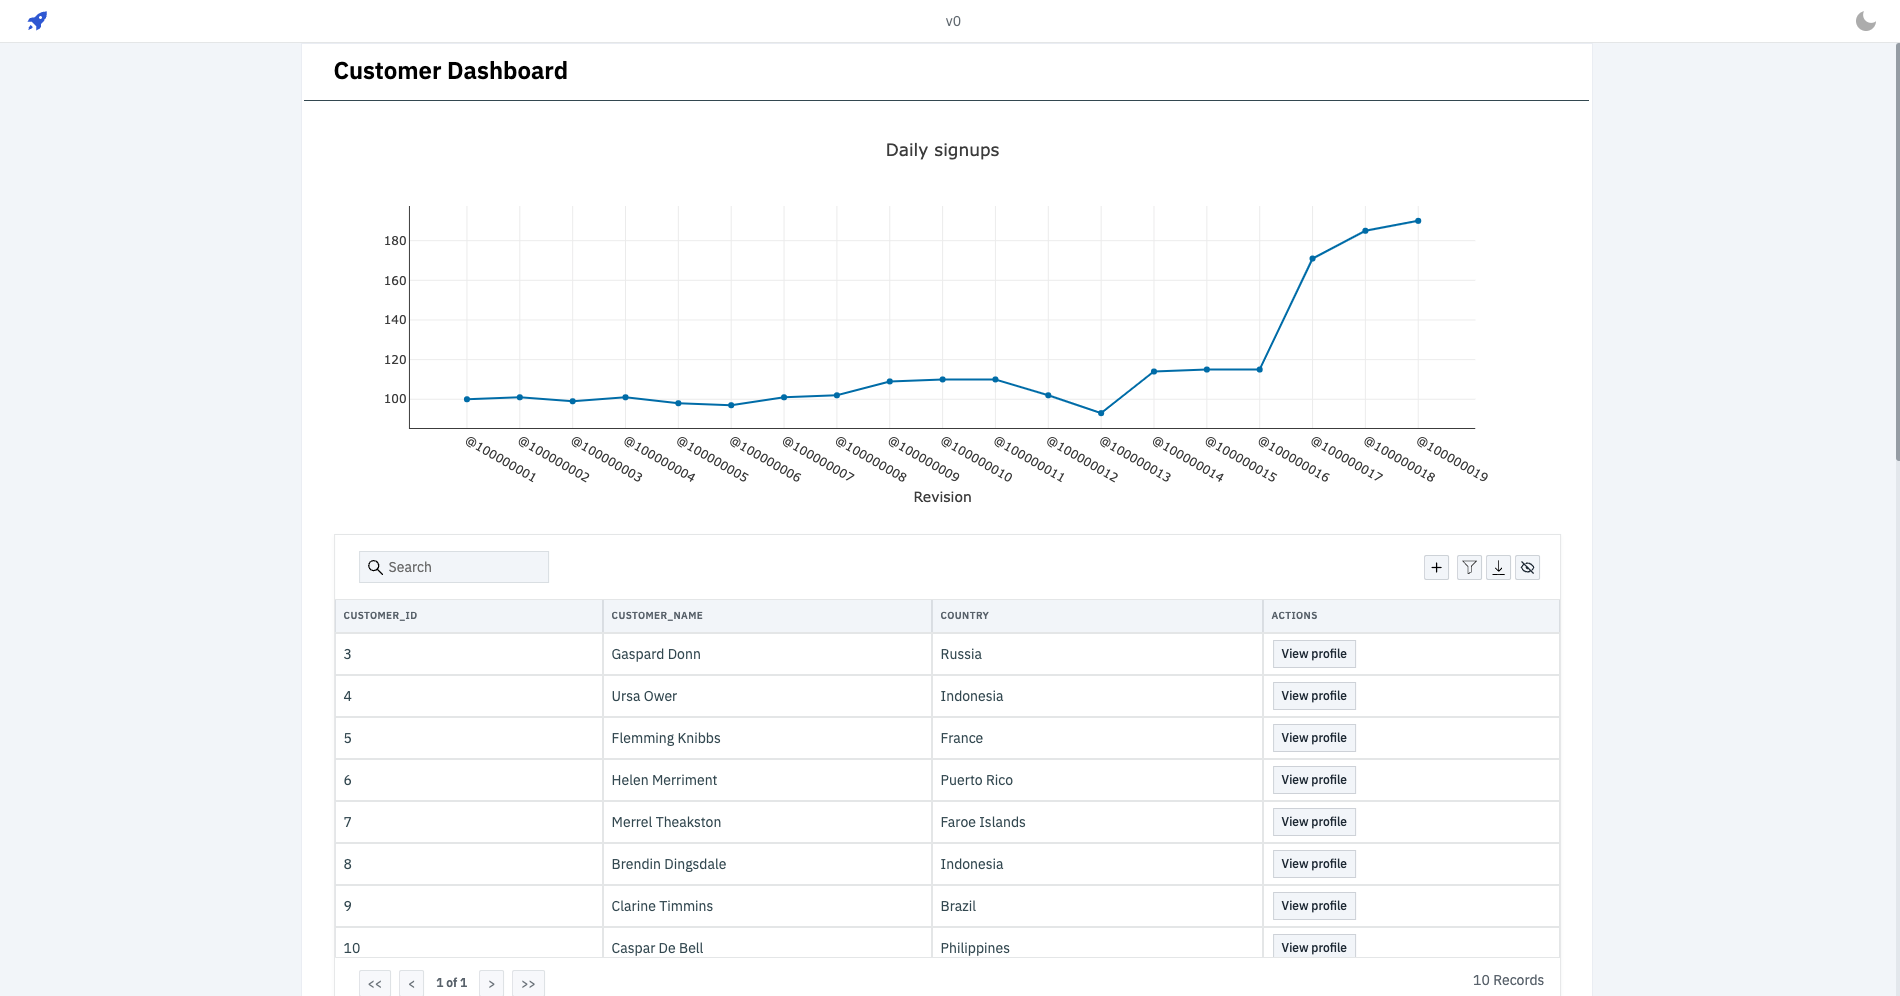 v0
Customer Dashboard
Daily signups
180
160
140
120
100
@100000001 @100000002 @100000003 @100000004 @100000005 @100000006 @100000007 @100000008 @100000009 @100000010 @100000011 @100000012 @100000013 @100000014 @100000015 @100000016 @100000017 @100000018 @100000019
Revision
Search
CUSTOMER_ID CUSTOMER_NAME COUNTRY ACTIONS
3 Gaspard Donn Russia View profile
4 Ursa Ower Indonesia View profile
5 Flemming Knibbs France View profile
6 Helen Merriment Puerto Rico View profile
7 Merrel Theakston Faroe Islands View profile
8 Brendin Dingsdale Indonesia View profile
9 Clarine Timmins Brazil View profile
10 Caspar De Bell Philippines View profile
<< < 1 of 1 > >> 10 Records